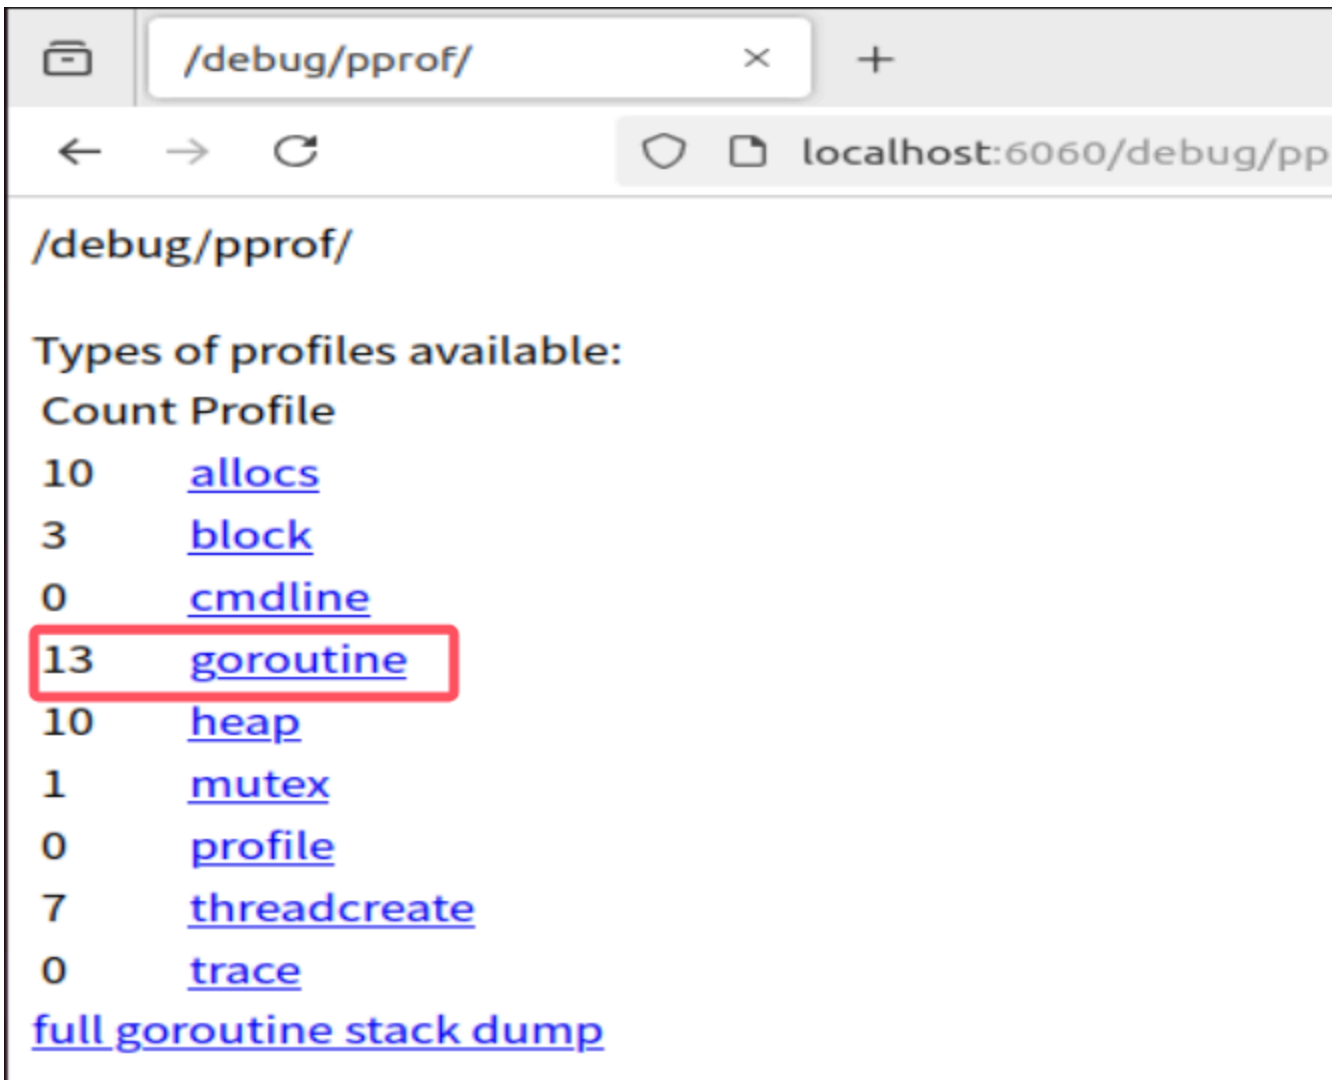 /debug/pprof/
localhost:6060/debug/pp
/debug/pprof/
Types of profiles available:
Count Profile
10 allocs
3 block
0 cmdline
13 goroutine
10 heap
1 mutex
0 profile
7 threadcreate
0 trace
full goroutine stack dump